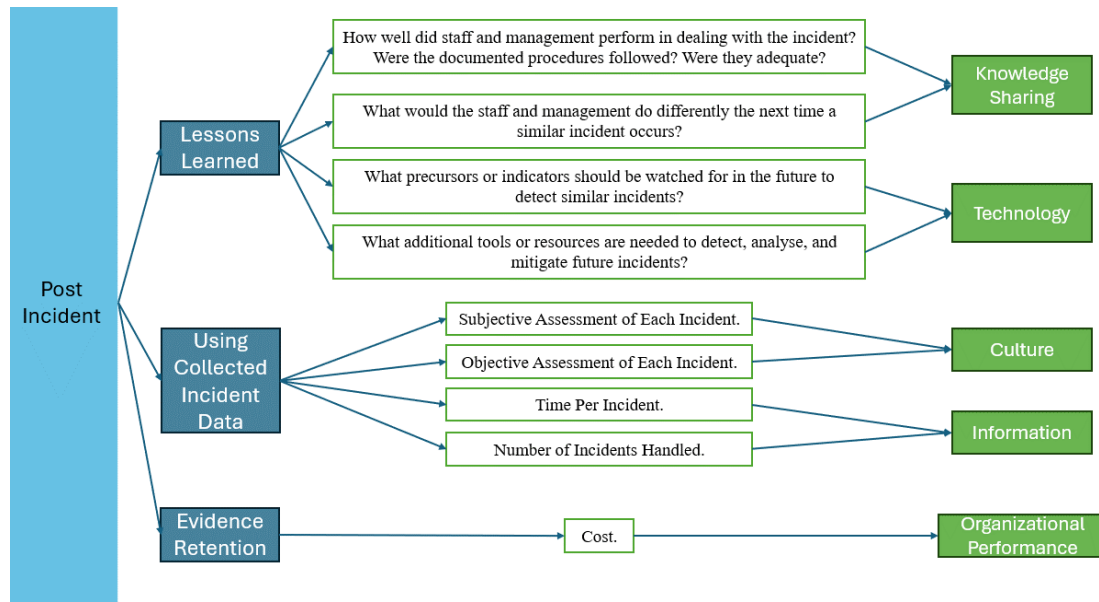 Post
Incident
Lessons
Learned
How well did staff and management perform in dealing with the incident?
Were the documented procedures followed? Were they adequate?
What would the staff and management do differently the next time a
similar incident occurs?
Knowledge
Sharing
What precursors or indicators should be watched for in the future to
detect similar incidents?
What additional tools or resources are needed to detect, analyse, and
mitigate future incidents?
Technology
Using
Collected
Incident
Data
Subjective Assessment of Each Incident.
Objective Assessment of Each Incident.
Culture
Time Per Incident.
Number of Incidents Handled.
Information
Evidence
Retention
Cost.
Organizational
Performance